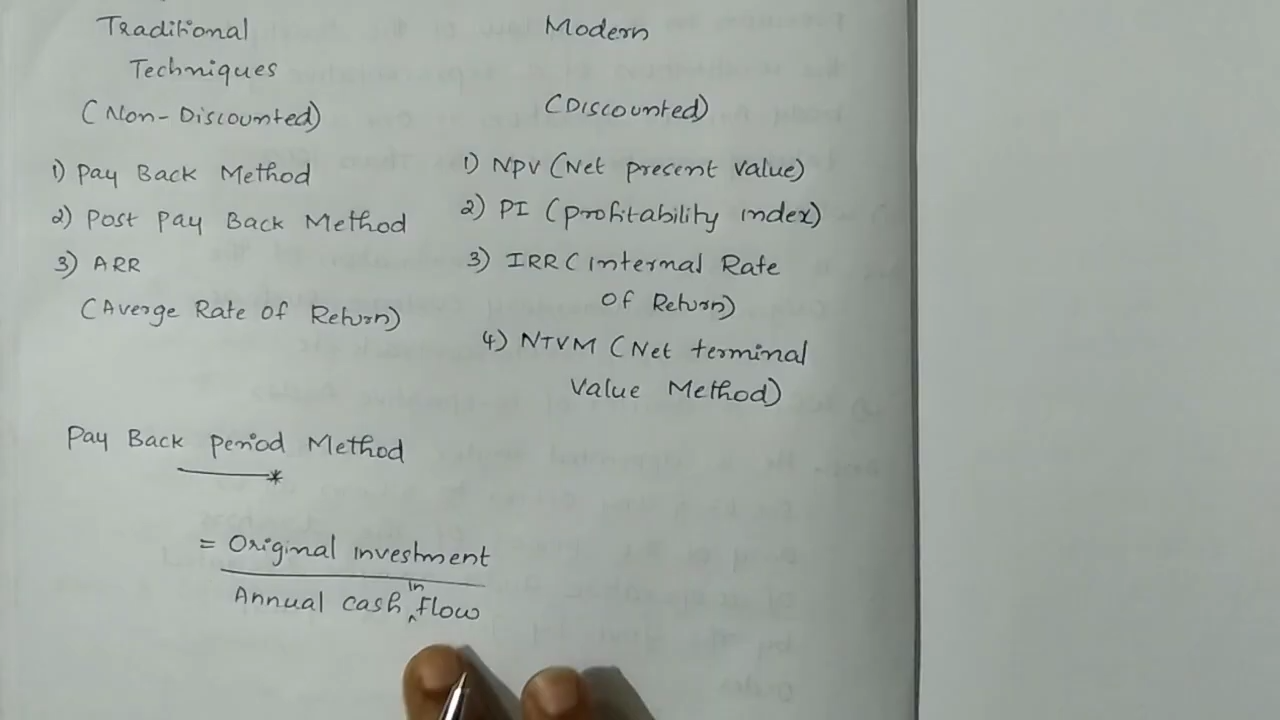 Traditional
Techniques
(Non-Discounted)
1) Pay Back Method
2) Post Pay Back Method
3) ARR
(Averge Rate of Return)
Modern
(Discounted)
1) NPV (Net present value)
2) PI (profitability index)
3) IRR (internal Rate
of Return)
4) NTVM (Net terminal
Value Method)
Pay Back period Method
= Original investment
Annual cash inflow